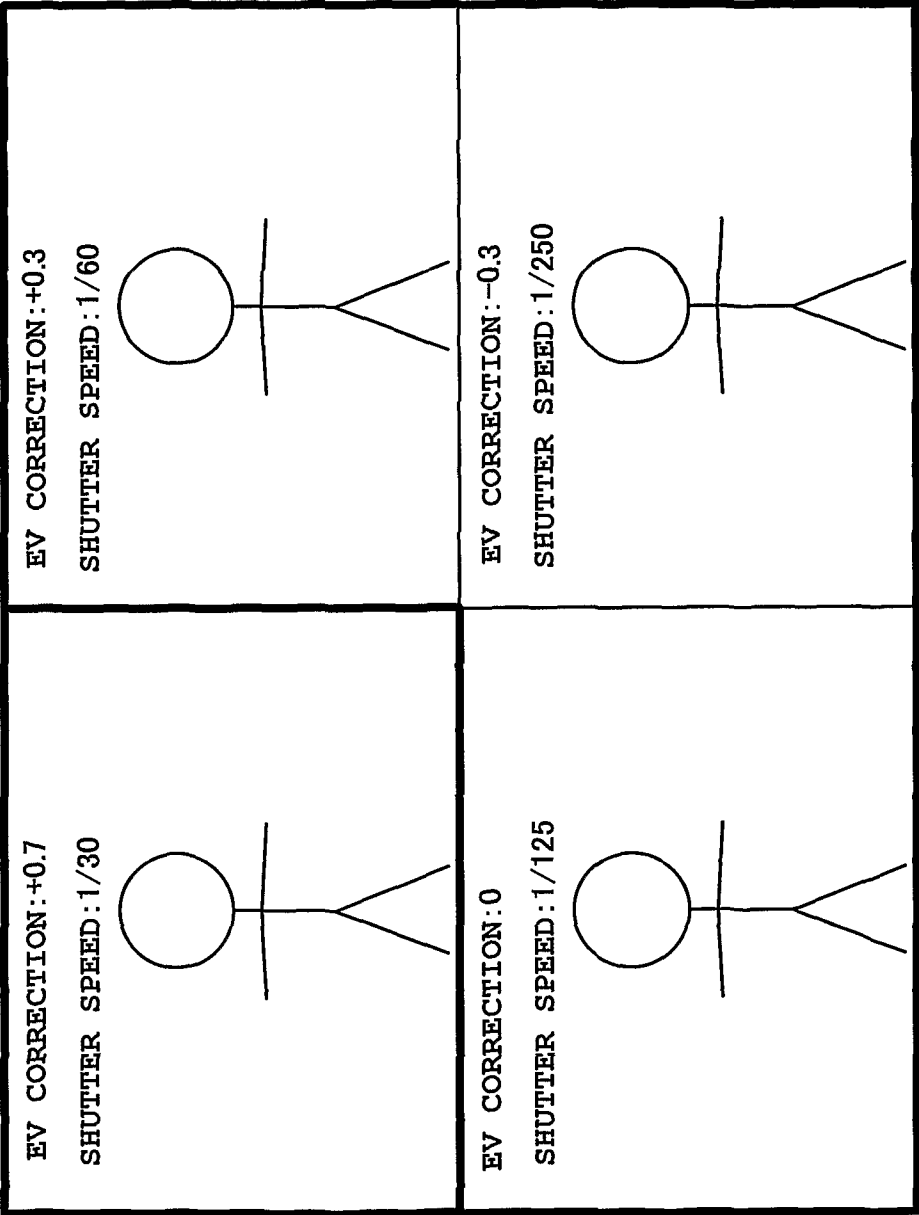 EV CORRECTION:+0.7
SHUTTER SPEED:1/30
EV CORRECTION:+0.3
SHUTTER SPEED:1/60
EV CORRECTION:0
SHUTTER SPEED:1/125
EV CORRECTION:−0.3
SHUTTER SPEED:1/250